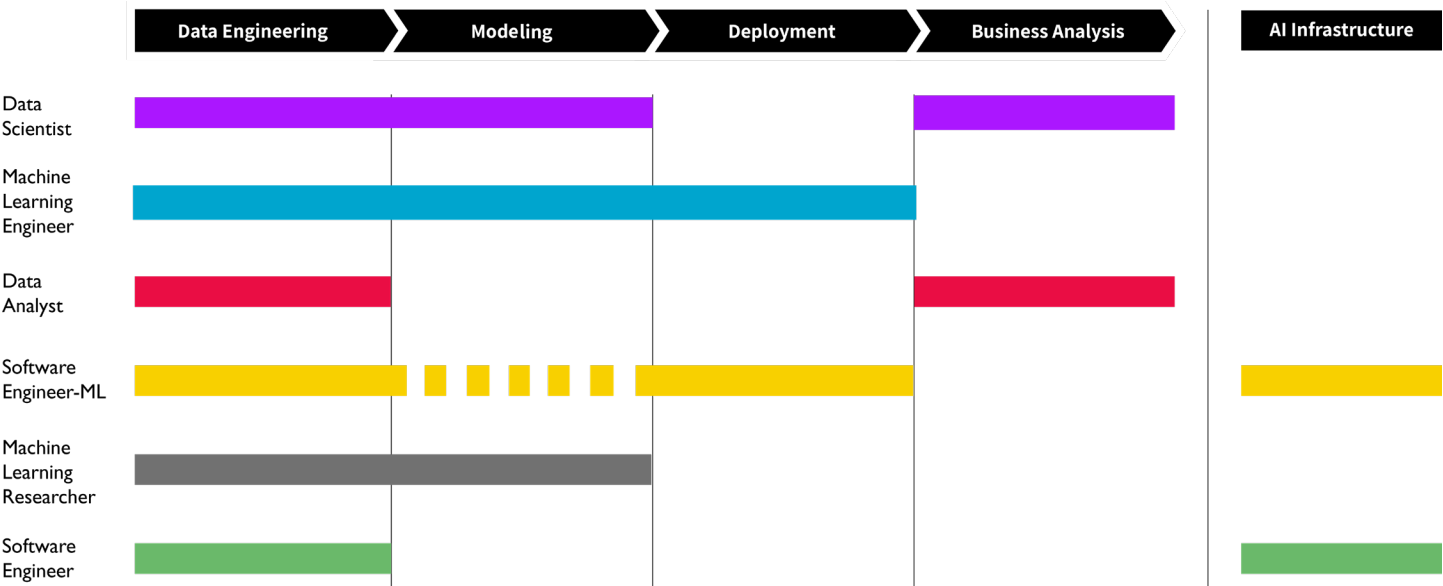 Data Engineering
Modeling
Deployment
Business Analysis
AI Infrastructure
Data
Scientist
Machine
Learning
Engineer
Data
Analyst
Software
Engineer-ML
Machine
Learning
Researcher
Software
Engineer